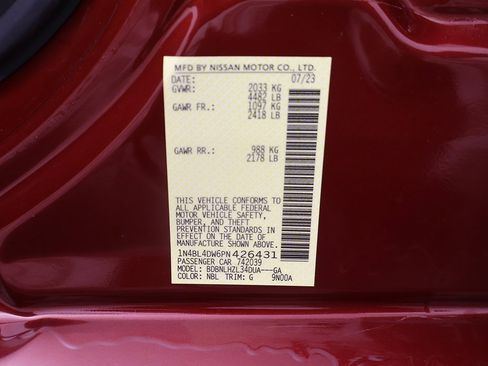 MFD BY NISSAN MOTOR CO., LTD.
DATE: 07/23
GVWR: 2033 KG
4482 LB
GAWR FR.: 1097 KG
2418 LB
GAWR RR.: 988 KG
2178 LB
THIS VEHICLE CONFORMS TO
ALL APPLICABLE FEDERAL
MOTOR VEHICLE SAFETY,
BUMPER, AND THEFT
PREVENTION STANDARDS IN
EFFECT ON THE DATE OF
MANUFACTURE SHOWN ABOVE.
1N4BL4DW6PN426431
PASSENGER CAR 742039
MODEL: BDBNLHZL34DUA---GA
COLOR: NBL TRIM: G 9N00A